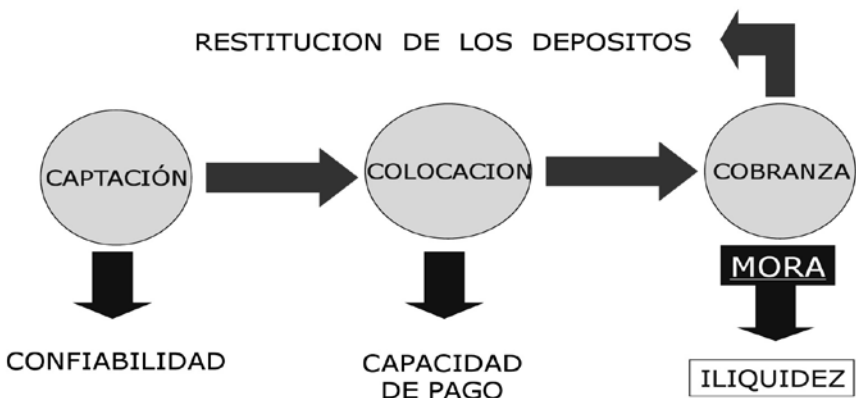 RESTITUCION DE LOS DEPOSITOS
CAPTACIÓN
COLOCACION
COBRANZA
MORA
CONFIABILIDAD
CAPACIDAD
DE PAGO
ILIQUIDEZ